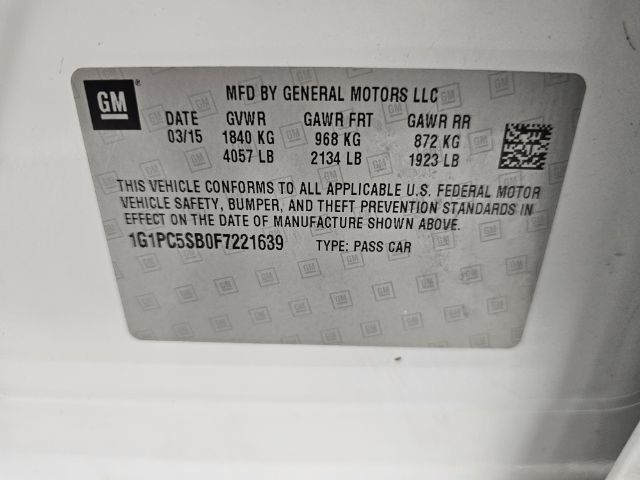 GM
MFD BY GENERAL MOTORS LLC
DATE GVWR GAWR FRT GAWR RR
03/15 1840 KG 968 KG 872 KG
4057 LB 2134 LB 1923 LB
THIS VEHICLE CONFORMS TO ALL APPLICABLE U.S. FEDERAL MOTOR
VEHICLE SAFETY, BUMPER, AND THEFT PREVENTION STANDARDS IN
EFFECT ON THE DATE OF MANUFACTURE SHOWN ABOVE.
1G1PC5SB0F7221639 TYPE: PASS CAR